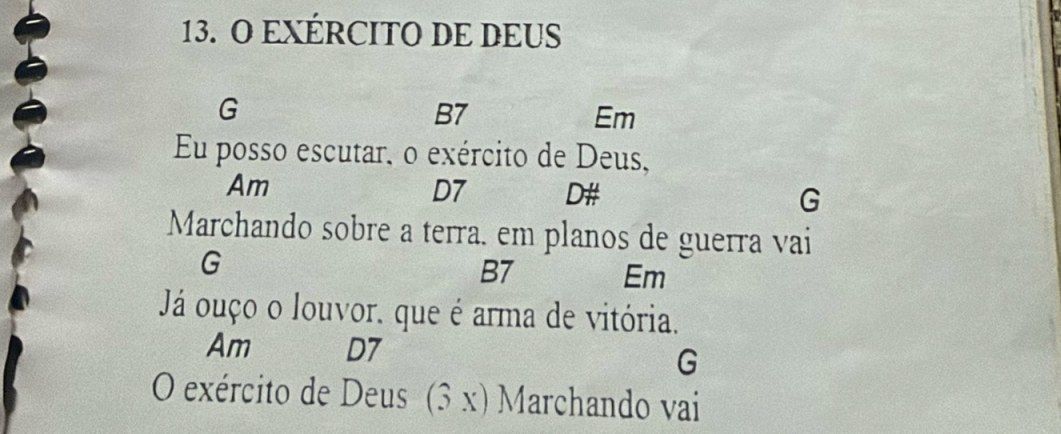 13. O EXÉRCITO DE DEUS
G B7 Em
Eu posso escutar, o exército de Deus,
Am D7 D# G
Marchando sobre a terra, em planos de guerra vai
G B7 Em
Já ouço o louvor, que é arma de vitória.
Am D7 G
O exército de Deus (3 x) Marchando vai